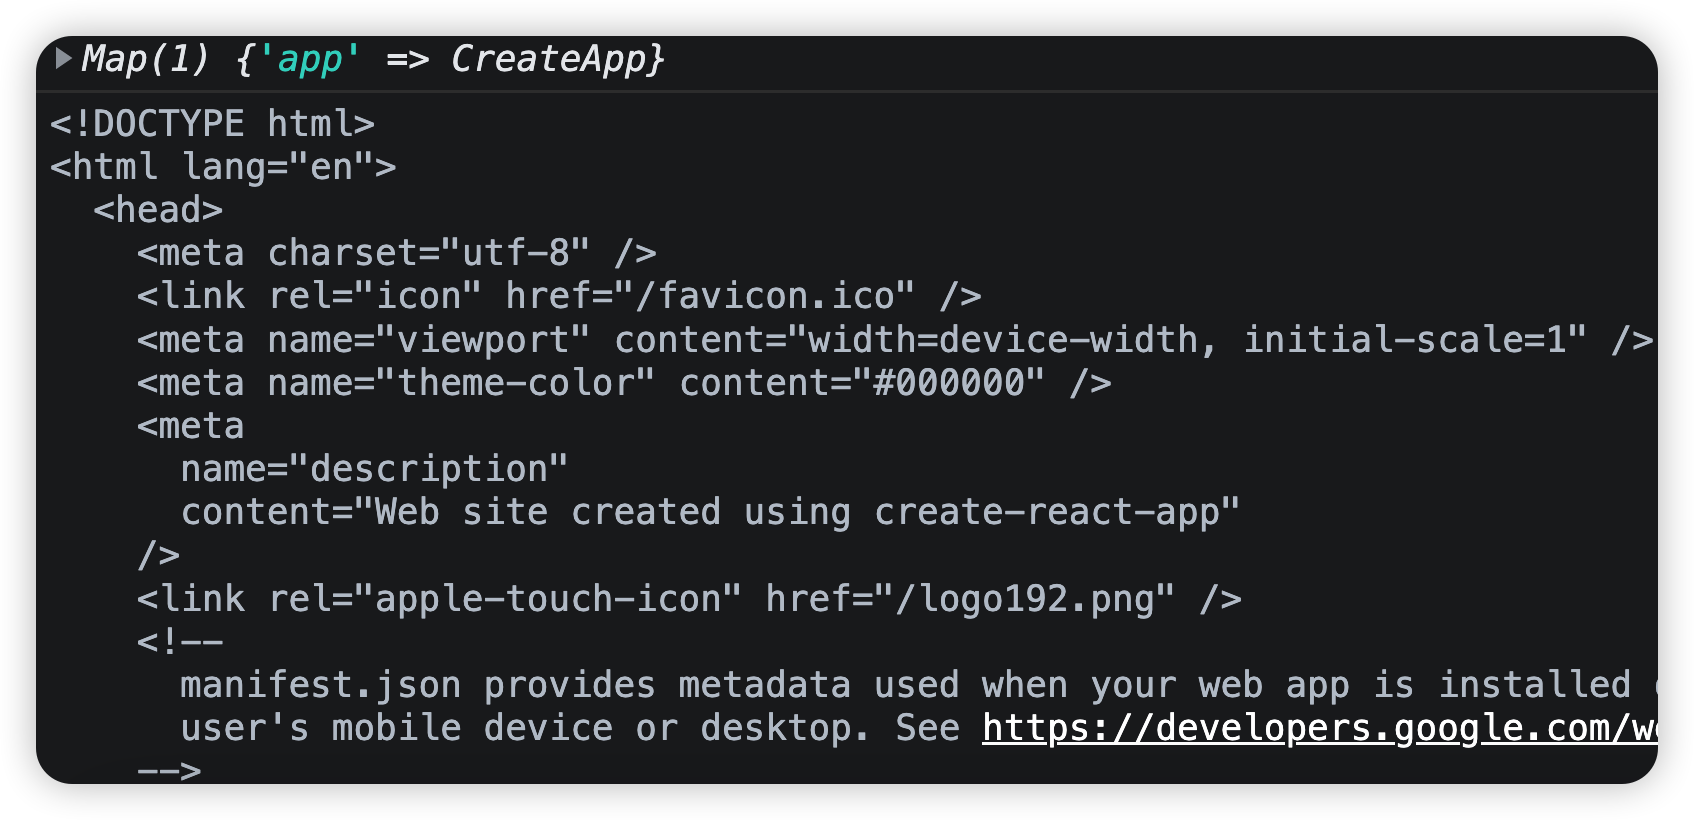 Map(1) {'app' => CreateApp}
<!DOCTYPE html>
<html lang="en">
<head>
<meta charset="utf-8" />
<link rel="icon" href="/favicon.ico" />
<meta name="viewport" content="width=device-width, initial-scale=1" />
<meta name="theme-color" content="#000000" />
<meta
name="description"
content="Web site created using create-react-app"
/>
<link rel="apple-touch-icon" href="/logo192.png" />
<!--
manifest.json provides metadata used when your web app is installed
user's mobile device or desktop. See https://developers.google.com/w
-->